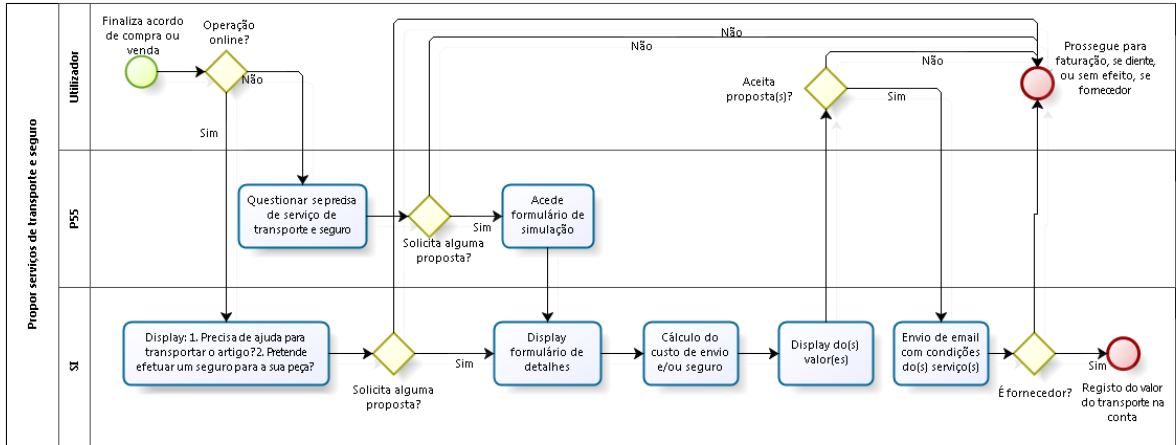 Propor serviços de transporte e seguro
Utilizador
Finaliza acordo
de compra ou
venda
Operação
online?
Não
Sim
Não
Não
Aceita
proposta(s)?
Não
Sim
Prossegue para
faturação, se diente,
ou sem efeito, se
fornecedor
PSS
Questionar se precisa
de serviço de
transporte e seguro
Solicita alguma
proposta?
Sim
Acede
formulário de
simulação
SI
Display: 1. Precisa de ajuda para
transportar o artigo?2. Pretende
efetuar um seguro para a sua peça?
Solicita alguma
proposta?
Sim
Display
formulário de
detalhes
Cálculo do
custo de envio
e/ou seguro
Display do(s)
valor(es)
Envio de email
com condições
do(s) serviço(s)
É fornecedor?
Sim
Registo do valor
do transporte na
conta